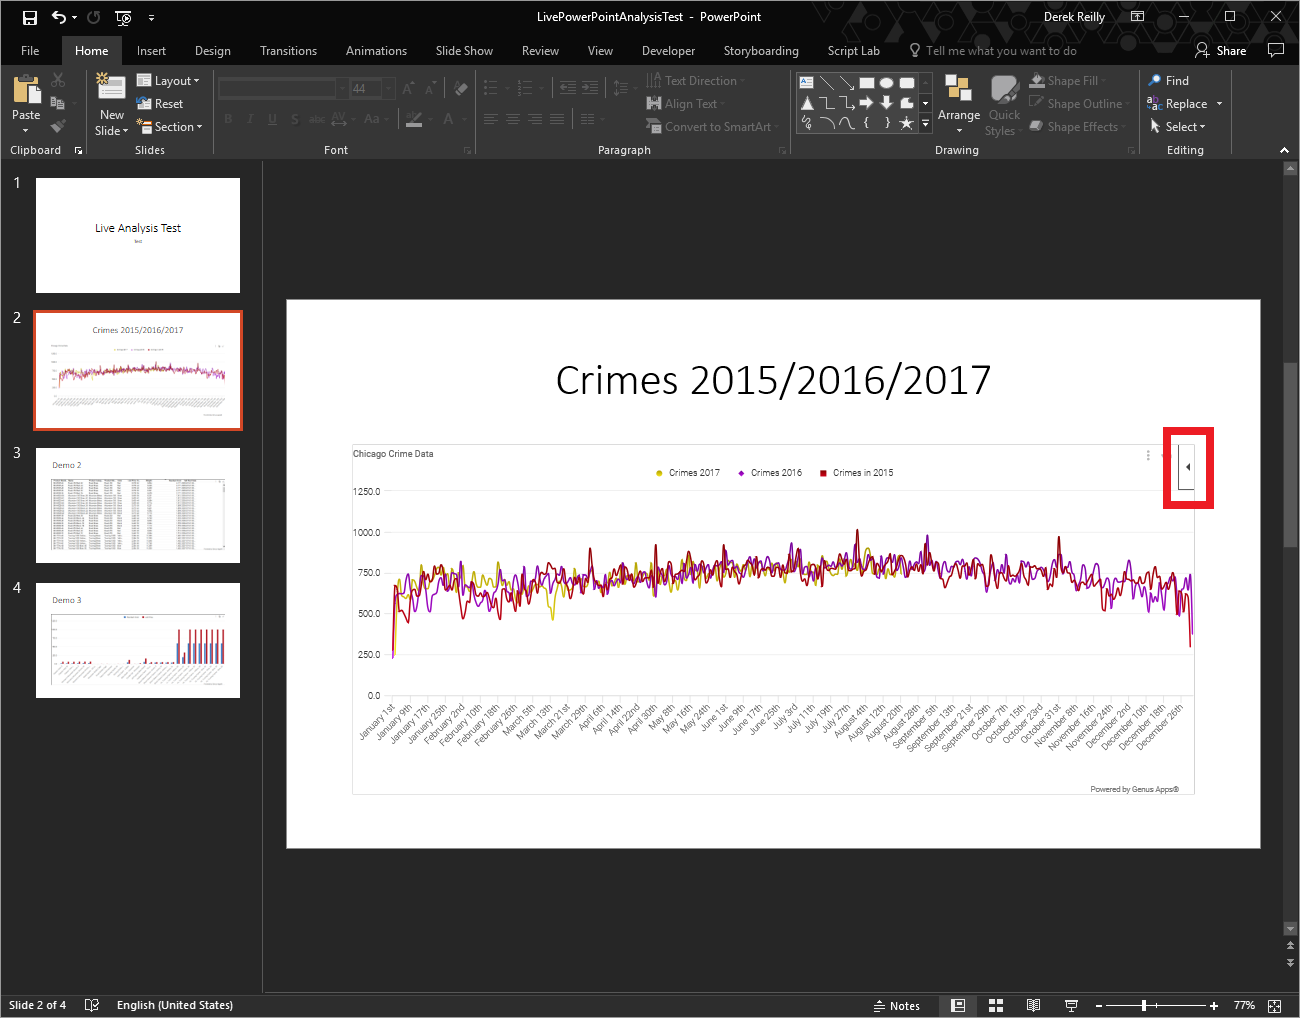 LivePowerPointAnalysisTest - PowerPoint
Derek Reilly
File Home Insert Design Transitions Animations Slide Show Review View Developer Storyboarding Script Lab Tell me what you want to do Share
Paste
Clipboard
New
Slide
Layout
Reset
Section
Slides
44
B I U S abc AV Aa A
Font
Text Direction
Align Text
Convert to SmartArt
Paragraph
Arrange
Quick
Styles
Shape Fill
Shape Outline
Shape Effects
Drawing
Find
Replace
Select
Editing
1
Live Analysis Test
Test
2
Crimes 2015/2016/2017
3
Demo 2
4
Demo 3
Crimes 2015/2016/2017
Chicago Crime Data
Crimes 2017 Crimes 2016 Crimes in 2015
1250.0
1000.0
750.0
500.0
250.0
0.0
January 1st
January 9th
January 17th
January 25th
February 2nd
February 10th
February 18th
February 26th
March 5th
March 13th
March 21st
March 29th
April 6th
April 14th
April 22nd
April 30th
May 8th
May 16th
May 24th
June 1st
June 9th
June 17th
June 25th
July 3rd
July 11th
July 19th
July 27th
August 4th
August 12th
August 20th
August 28th
September 5th
September 13th
September 21st
September 29th
October 7th
October 15th
October 23rd
October 31st
November 8th
November 16th
November 24th
December 2nd
December 10th
December 18th
December 26th
Powered by Genus Apps®
Slide 2 of 4 English (United States) Notes 77%